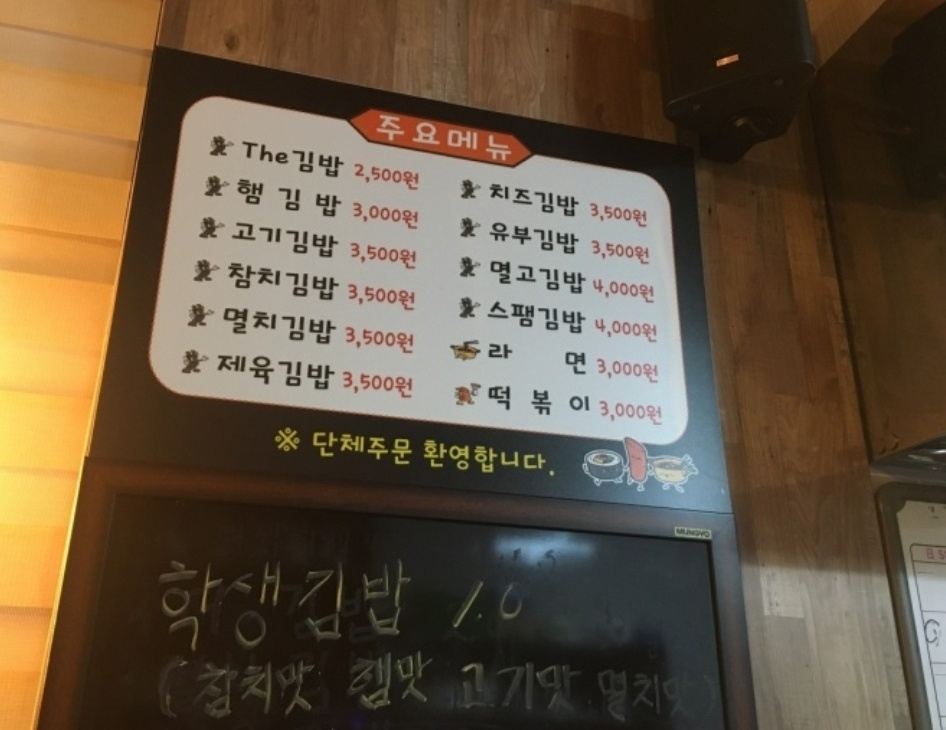 주요메뉴
The김밥 2,500원
햄 김 밥 3,000원
고기김밥 3,500원
참치김밥 3,500원
멸치김밥 3,500원
제육김밥 3,500원
치즈김밥 3,500원
유부김밥 3,500원
멸고김밥 4,000원
스팸김밥 4,000원
라 면 3,000원
떡 볶 이 3,000원
※ 단체주문 환영합니다.
MUNGYO
학생김밥 1.0
(참치맛 햄맛 고기맛 멸치맛)